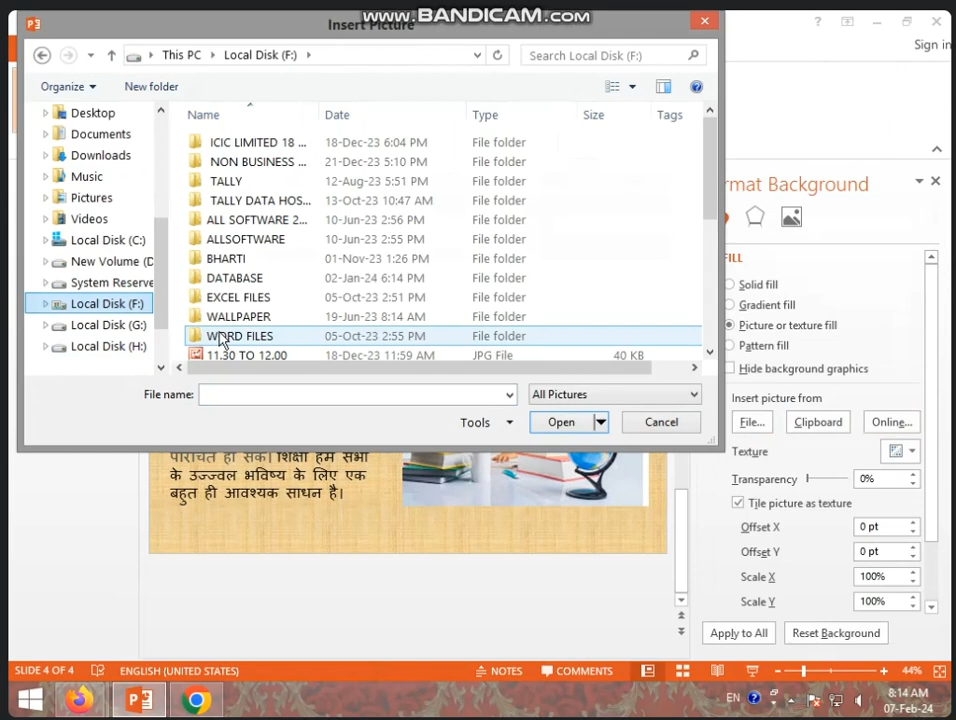 www.BANDICAM.com
Insert Picture
Sign in
This PC
Local Disk (F:)
Search Local Disk (F:)
Organize
New folder
Desktop
Documents
Downloads
Music
Pictures
Videos
Local Disk (C:)
New Volume (D
System Reserve
Local Disk (F:)
Local Disk (G:)
Local Disk (H:)
Name Date Type Size Tags
ICIC LIMITED 18 ... 18-Dec-23 6:04 PM File folder
NON BUSINESS ... 21-Dec-23 5:10 PM File folder
TALLY 12-Aug-23 5:51 PM File folder
TALLY DATA HOS... 13-Oct-23 10:47 AM File folder
ALL SOFTWARE 2... 10-Jun-23 2:56 PM File folder
ALLSOFTWARE 10-Jun-23 2:55 PM File folder
BHARTI 01-Nov-23 1:26 PM File folder
DATABASE 02-Jan-24 6:14 PM File folder
EXCEL FILES 05-Oct-23 2:51 PM File folder
WALLPAPER 19-Jun-23 8:14 AM File folder
WORD FILES 05-Oct-23 2:55 PM File folder
11.30 TO 12.00 18-Dec-23 11:59 AM JPG File 40 KB
File name:
All Pictures
Tools
Open
Cancel
rmat Background
FILL
Solid fill
Gradient fill
Picture or texture fill
Pattern fill
Hide background graphics
Insert picture from
File...
Clipboard
Online...
Texture
Transparency 0%
Tile picture as texture
Offset X 0 pt
Offset Y 0 pt
Scale X 100%
Scale Y 100%
Apply to All
Reset Background
परिचित हो सकें। शिक्षा हम सभी
के उज्ज्वल भविष्य के लिए एक
बहुत ही आवश्यक साधन है।
SLIDE 4 OF 4
ENGLISH (UNITED STATES)
NOTES
COMMENTS
44%
EN
8:14 AM
07-Feb-24